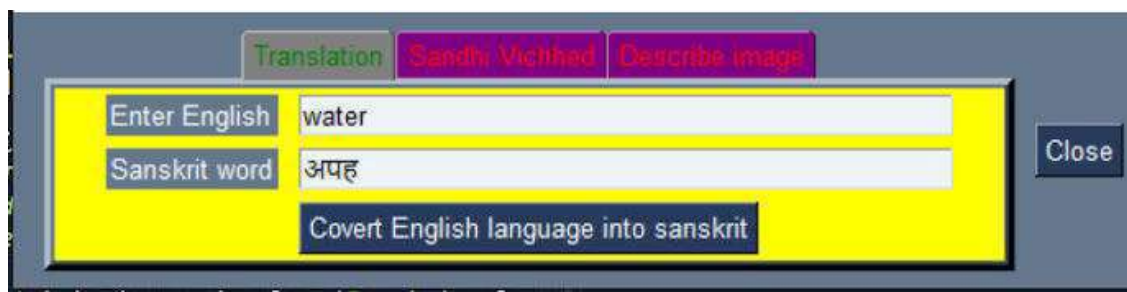 Translation Sandhi Vichhed Describe image
Enter English water
Sanskrit word अपह
Close
Covert English language into sanskrit